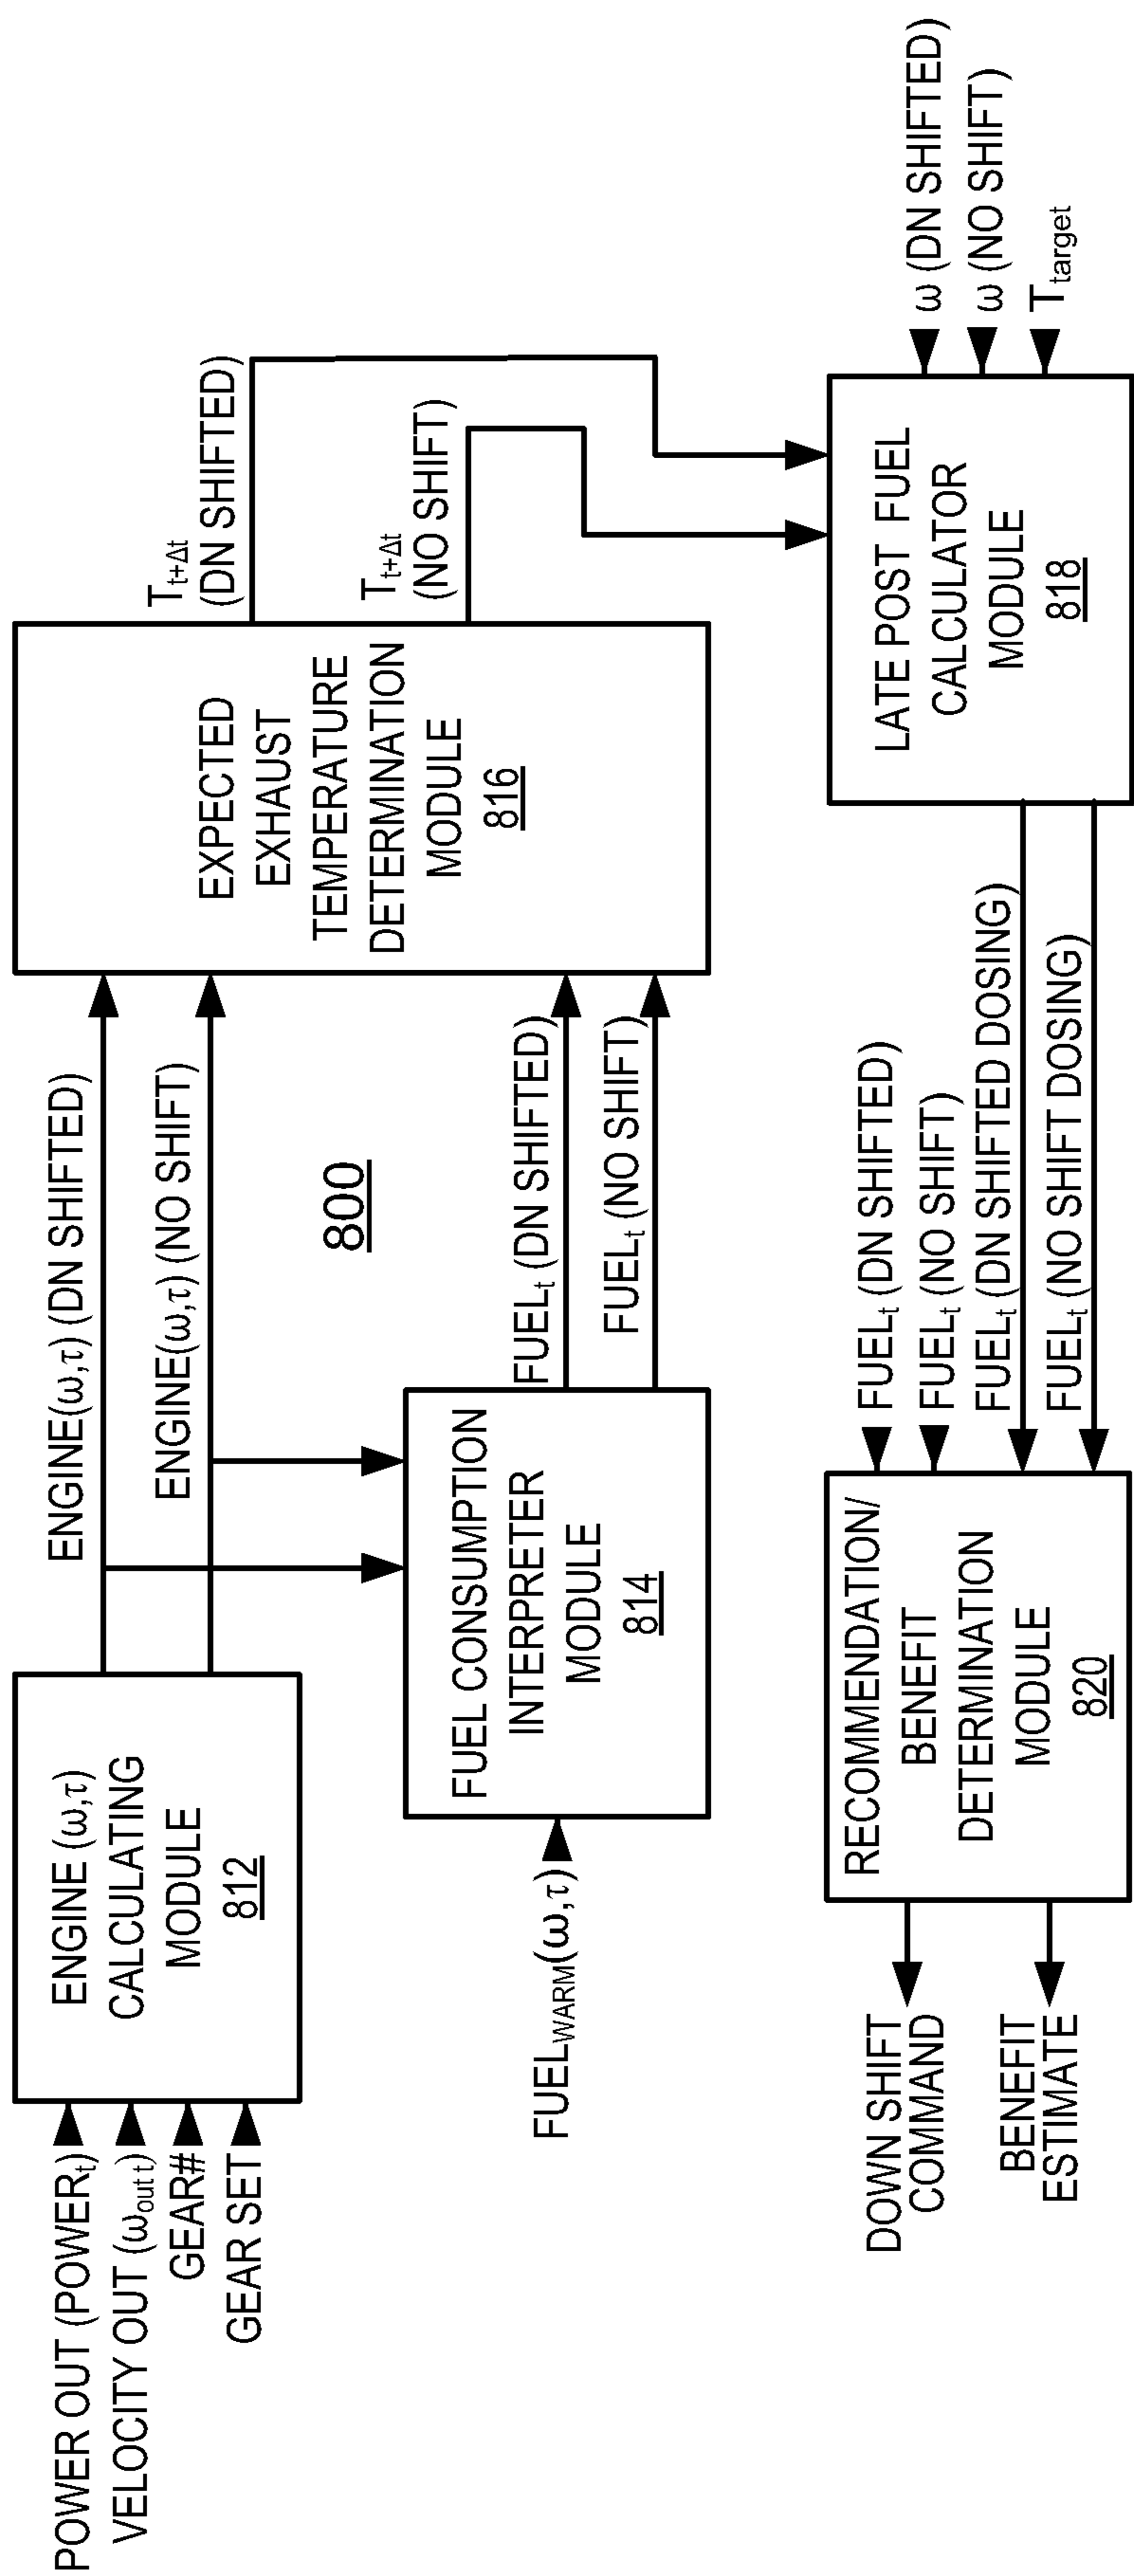 POWER OUT (POWERt)
VELOCITY OUT (ωout t)
GEAR#
GEAR SET
ENGINE (ω,τ)
CALCULATING
MODULE
812
ENGINE(ω,τ) (DN SHIFTED)
ENGINE(ω,τ) (NO SHIFT)
800
FUELWARM(ω,τ)
FUEL CONSUMPTION
INTERPRETER
MODULE
814
FUELt (DN SHIFTED)
FUELt (NO SHIFT)
EXPECTED
EXHAUST
TEMPERATURE
DETERMINATION
MODULE
816
Tt+Δt
(DN SHIFTED)
Tt+Δt
(NO SHIFT)
DOWN SHIFT
COMMAND
BENEFIT
ESTIMATE
RECOMMENDATION/
BENEFIT
DETERMINATION
MODULE
820
FUELt (DN SHIFTED)
FUELt (NO SHIFT)
FUELt (DN SHIFTED DOSING)
FUELt (NO SHIFT DOSING)
LATE POST FUEL
CALCULATOR
MODULE
818
ω (DN SHIFTED)
ω (NO SHIFT)
Ttarget